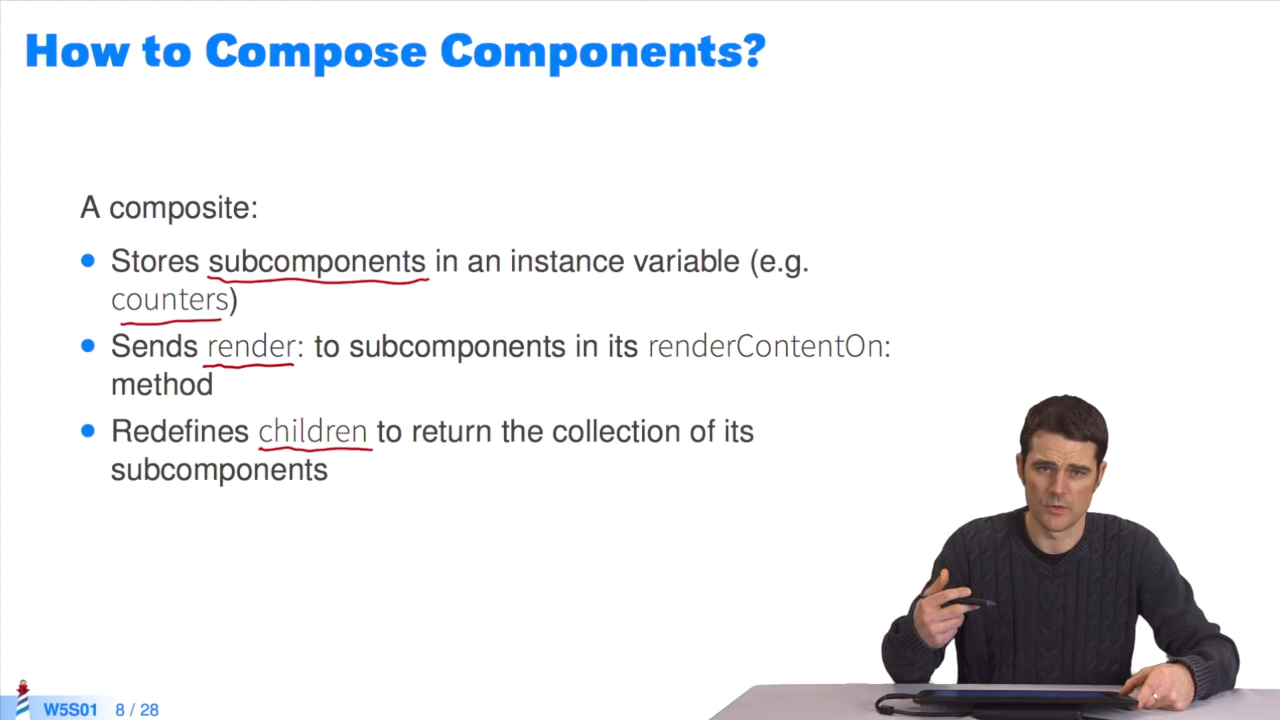 How to Compose Components?
A composite:
• Stores subcomponents in an instance variable (e.g.
counters)
• Sends render: to subcomponents in its renderContentOn:
method
• Redefines children to return the collection of its
subcomponents
W5S01 8 / 28